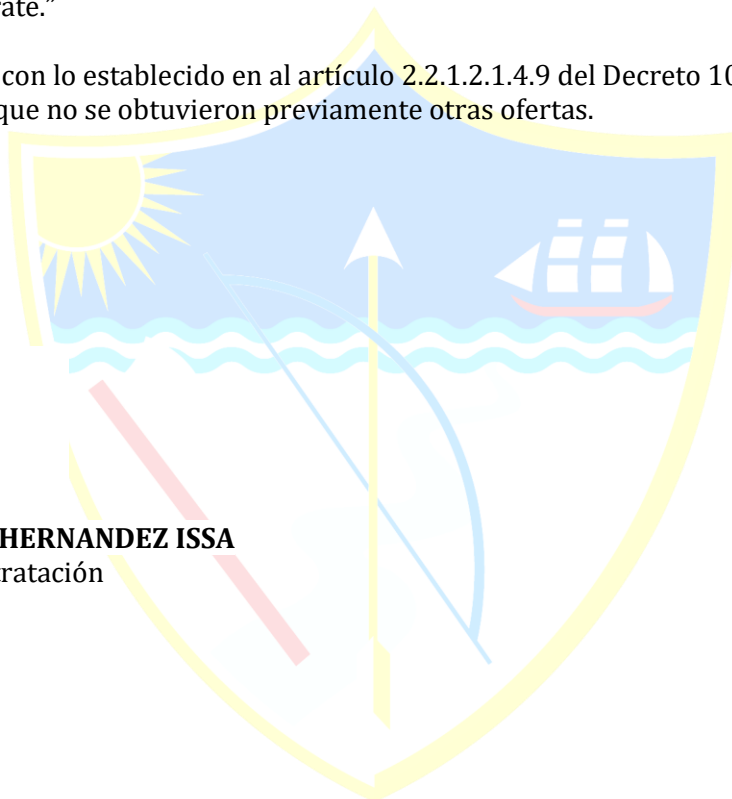 rate.”
con lo establecido en al artículo 2.2.1.2.1.4.9 del Decreto 10
que no se obtuvieron previamente otras ofertas.
HERNANDEZ ISSA
tratación